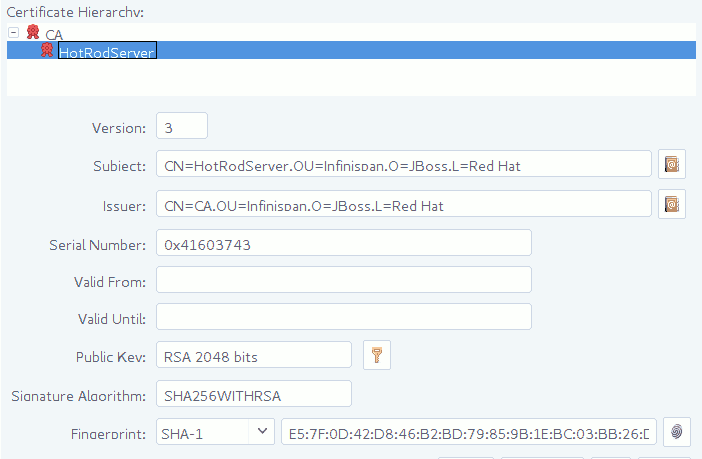 Certificate Hierarchy:
CA
HotRodServer
Version: 3
Subject: CN=HotRodServer,OU=Infinispan,O=JBoss,L=Red Hat
Issuer: CN=CA,OU=Infinispan,O=JBoss,L=Red Hat
Serial Number: 0x41603743
Valid From:
Valid Until:
Public Key: RSA 2048 bits
Signature Algorithm: SHA256WITHRSA
Fingerprint: SHA-1 E5:7F:0D:42:D8:46:B2:BD:79:85:9B:1E:BC:03:BB:26: